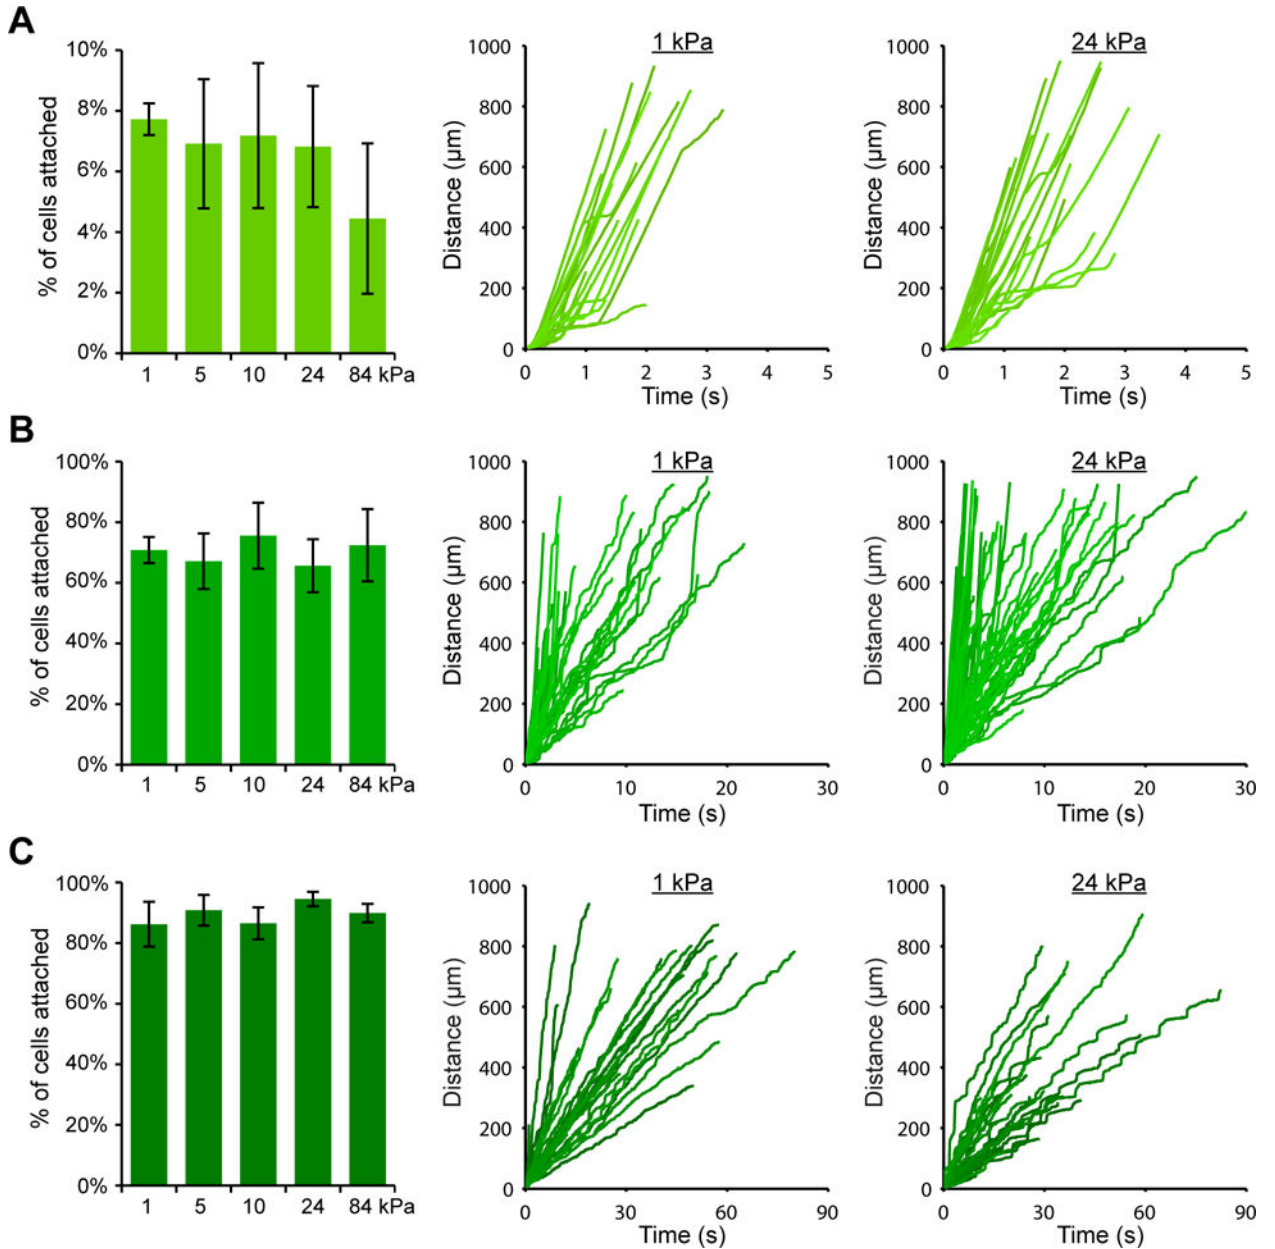 A
% of cells attached
10%
8%
6%
4%
2%
0%
1 5 10 24 84 kPa
1 kPa
Distance (µm)
1000
800
600
400
200
0
0 1 2 3 4 5
Time (s)
24 kPa
Distance (µm)
1000
800
600
400
200
0
0 1 2 3 4 5
Time (s)
B
% of cells attached
100%
80%
60%
40%
20%
0%
1 5 10 24 84 kPa
1 kPa
Distance (µm)
1000
800
600
400
200
0
0 10 20 30
Time (s)
24 kPa
Distance (µm)
1000
800
600
400
200
0
0 10 20 30
Time (s)
C
% of cells attached
100%
80%
60%
40%
20%
0%
1 5 10 24 84 kPa
1 kPa
Distance (µm)
1000
800
600
400
200
0
0 30 60 90
Time (s)
24 kPa
Distance (µm)
1000
800
600
400
200
0
0 30 60 90
Time (s)